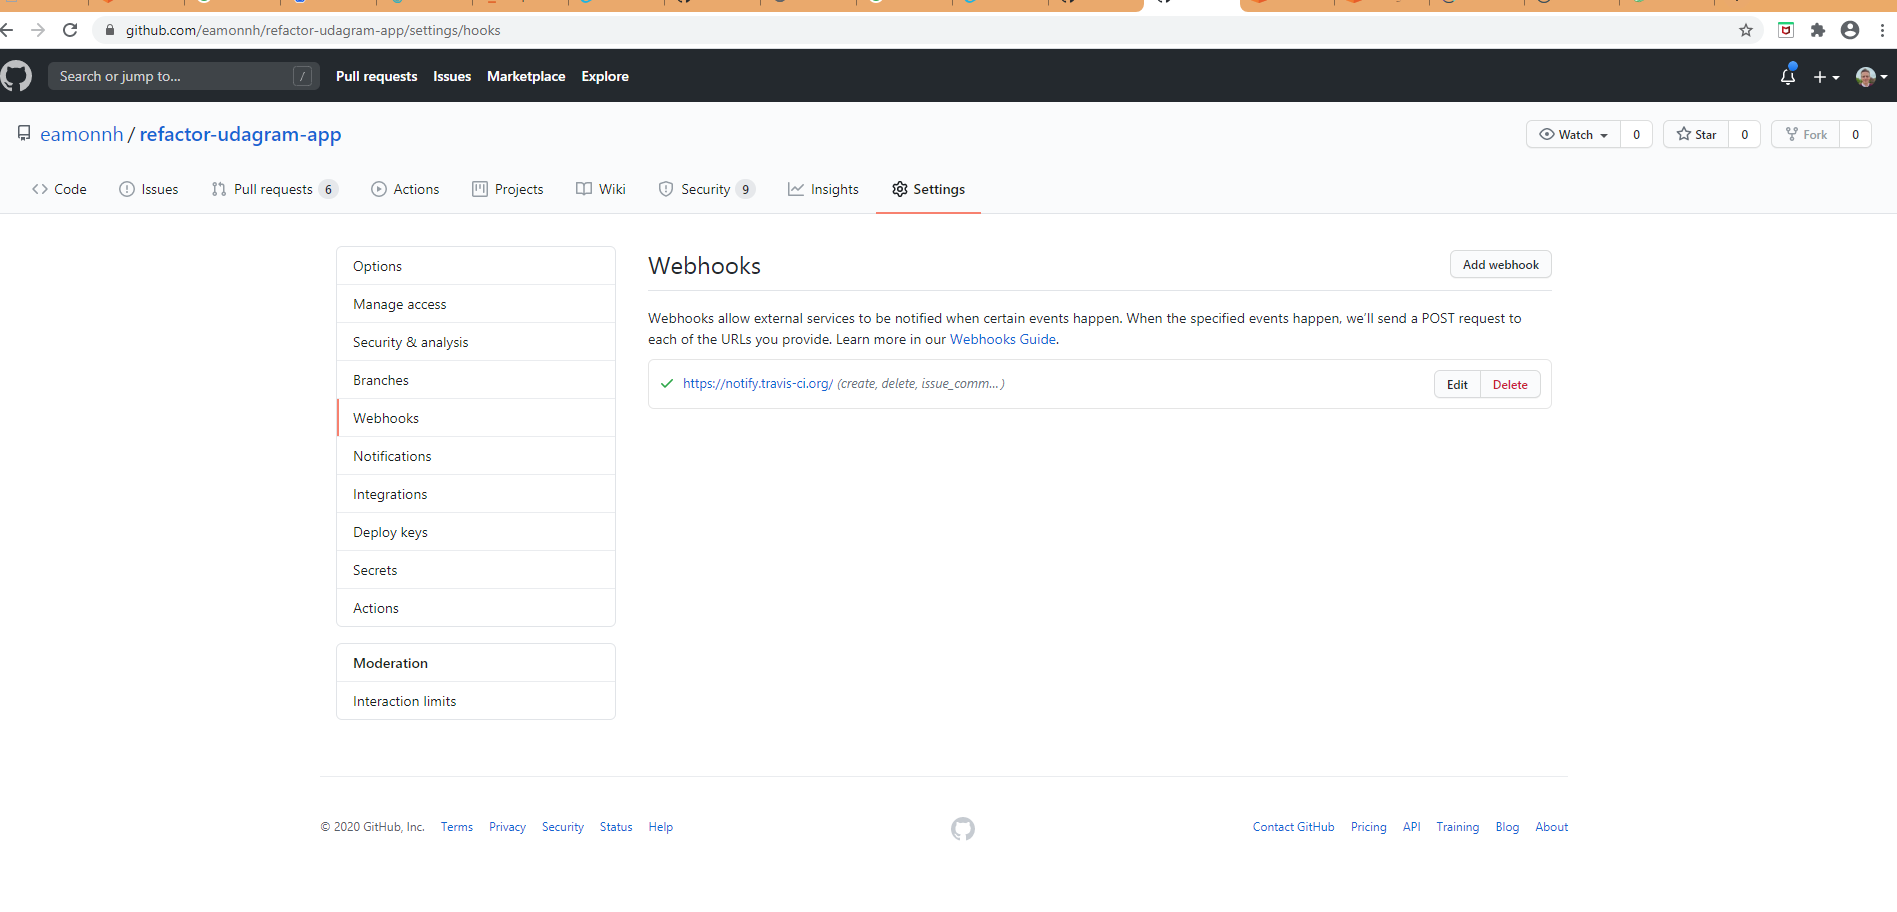 github.com/eamonnh/refactor-udagram-app/settings/hooks
Search or jump to... /
Pull requests Issues Marketplace Explore
eamonnh / refactor-udagram-app
Watch 0 Star 0 Fork 0
Code Issues Pull requests 6 Actions Projects Wiki Security 9 Insights Settings
Options
Manage access
Security & analysis
Branches
Webhooks
Notifications
Integrations
Deploy keys
Secrets
Actions
Moderation
Interaction limits
Webhooks Add webhook
Webhooks allow external services to be notified when certain events happen. When the specified events happen, we'll send a POST request to
each of the URLs you provide. Learn more in our Webhooks Guide.
https://notify.travis-ci.org/ (create, delete, issue_comm...) Edit Delete
© 2020 GitHub, Inc. Terms Privacy Security Status Help Contact GitHub Pricing API Training Blog About